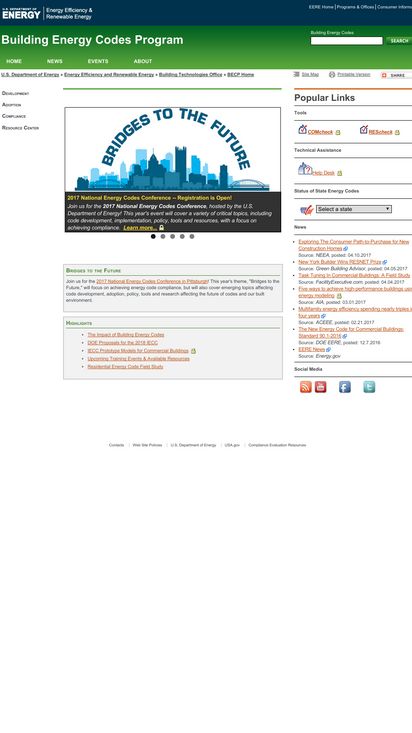 U.S. DEPARTMENT OF
ENERGY
Energy Efficiency &
Renewable Energy
EERE Home | Programs & Offices | Consumer Informa
Building Energy Codes Program
Building Energy Codes
SEARCH
HOME
NEWS
EVENTS
ABOUT
U.S. Department of Energy » Energy Efficiency and Renewable Energy » Building Technologies Office » BECP Home
Site Map
Printable Version
SHARE
Development
Adoption
Compliance
Resource Center
BRIDGES TO THE FUTURE
2017 National Energy Codes Conference -- Registration is Open!
Join us for the 2017 National Energy Codes Conference, hosted by the U.S.
Department of Energy! This year's event will cover a variety of critical topics, including
code development, implementation, policy, tools and resources, with a focus on
achieving compliance. Learn more...
Bridges to the Future
Join us for the 2017 National Energy Codes Conference in Pittsburgh! This year's theme, "Bridges to the
Future," will focus on achieving energy code compliance, but will also cover emerging topics affecting
code development, adoption, policy, tools and research affecting the future of codes and our built
environment.
Highlights
The Impact of Building Energy Codes
DOE Proposals for the 2018 IECC
IECC Prototype Models for Commercial Buildings
Upcoming Training Events & Available Resources
Residential Energy Code Field Study
Popular Links
Tools
COMcheck
REScheck
Technical Assistance
Help Desk
Status of State Energy Codes
Select a state
News
Exploring The Consumer Path-to-Purchase for New
Construction Homes
Source: NEEA, posted: 04.10.2017
New York Builder Wins RESNET Prize
Source: Green Building Advisor, posted: 04.05.2017
Task-Tuning In Commercial Buildings: A Field Study
Source: FacilityExecutive.com, posted: 04.04.2017
Five ways to achieve high-performance buildings usin
energy modeling
Source: AIA, posted: 03.01.2017
Multifamily energy efficiency spending nearly triples i
four years
Source: ACEEE, posted: 02.21.2017
The New Energy Code for Commercial Buildings:
Standard 90.1-2016
Source: DOE EERE, posted: 12.7.2016
EERE News
Source: Energy.gov
Social Media
Contacts | Web Site Policies | U.S. Department of Energy | USA.gov | Compliance Evaluation Resources